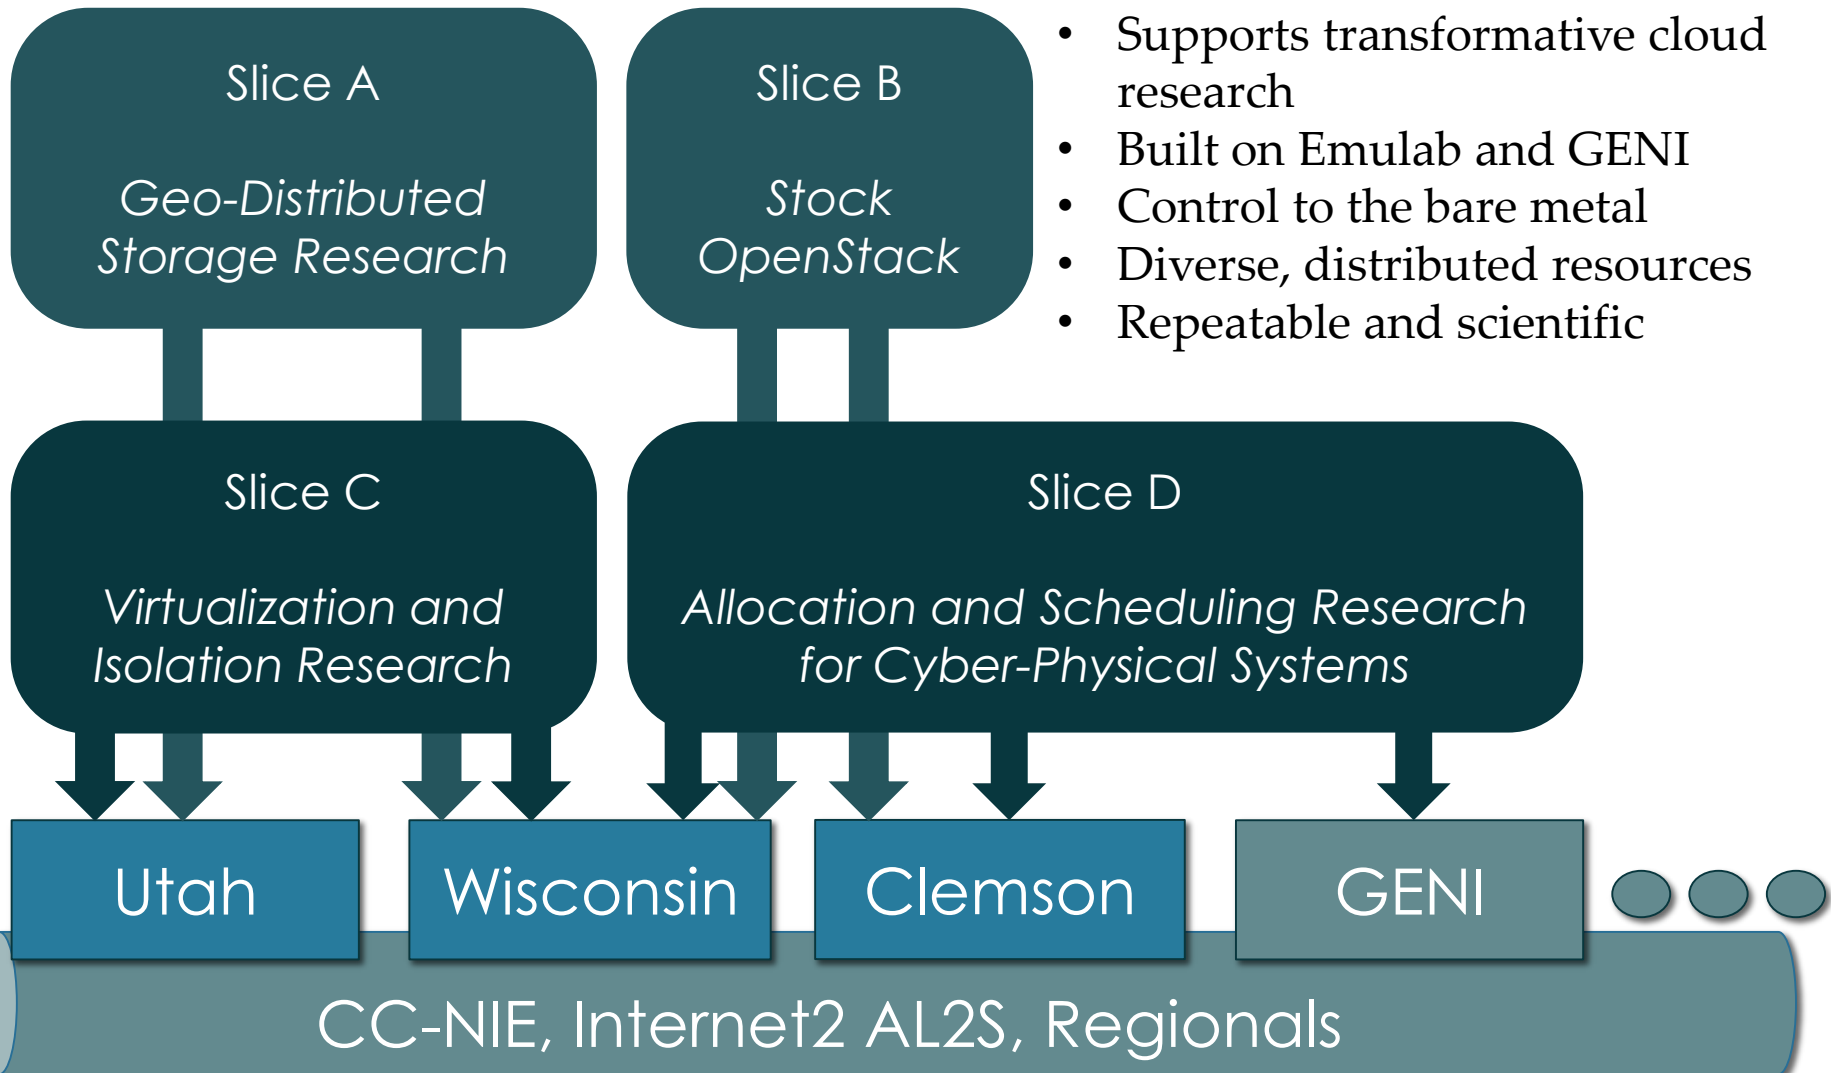 Slice A
Geo-Distributed
Storage Research
Slice B
Stock
OpenStack
• Supports transformative cloud
research
• Built on Emulab and GENI
• Control to the bare metal
• Diverse, distributed resources
• Repeatable and scientific
Slice C
Virtualization and
Isolation Research
Slice D
Allocation and Scheduling Research
for Cyber-Physical Systems
Utah
Wisconsin
Clemson
GENI
CC-NIE, Internet2 AL2S, Regionals